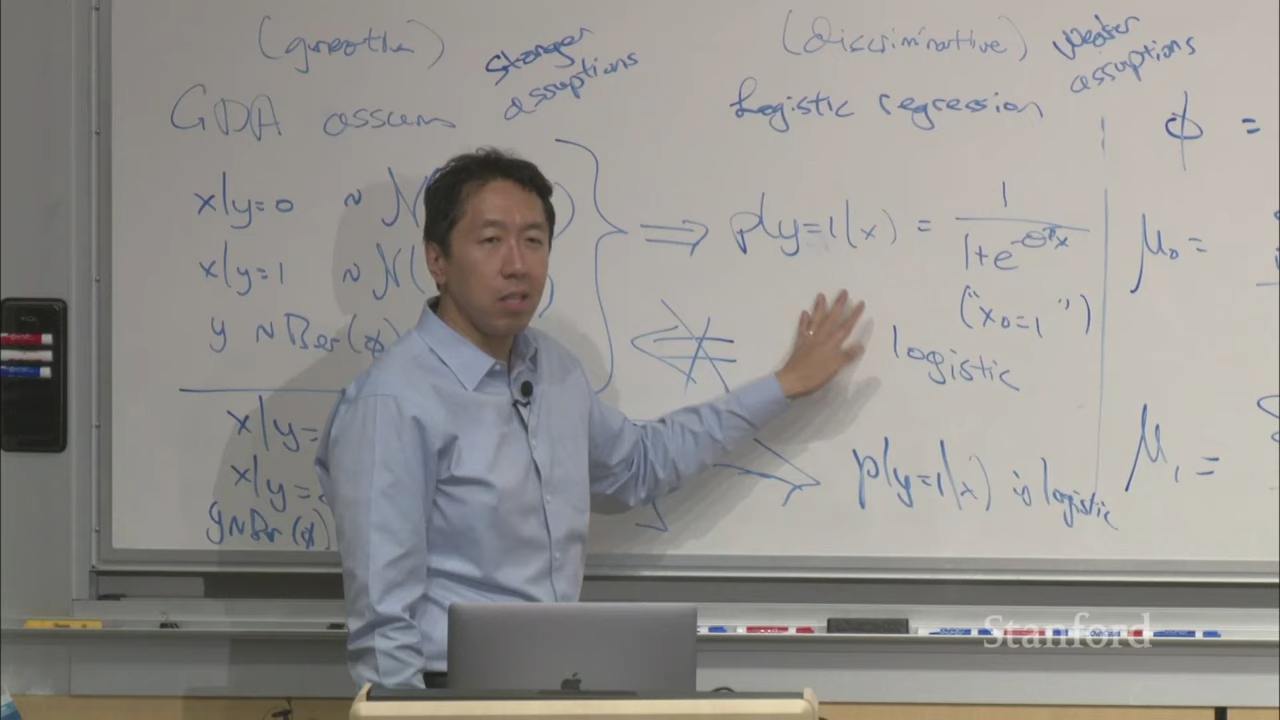 (generative) stronger
assumptions
GDA assumes
x|y=0 ~ N( )
x|y=1 ~ N( )
y ~ Ber(ϕ)
x|y=
x|y=
y~Ber(ϕ)
(discriminative) weaker
assumptions
Logistic regression
⇒ p(y=1|x) = 1/(1+e^{-θᵀx})
("x₀=1")
logistic
p(y=1|x) is logistic
ϕ =
μ₀ =
μ₁ =
Stanford